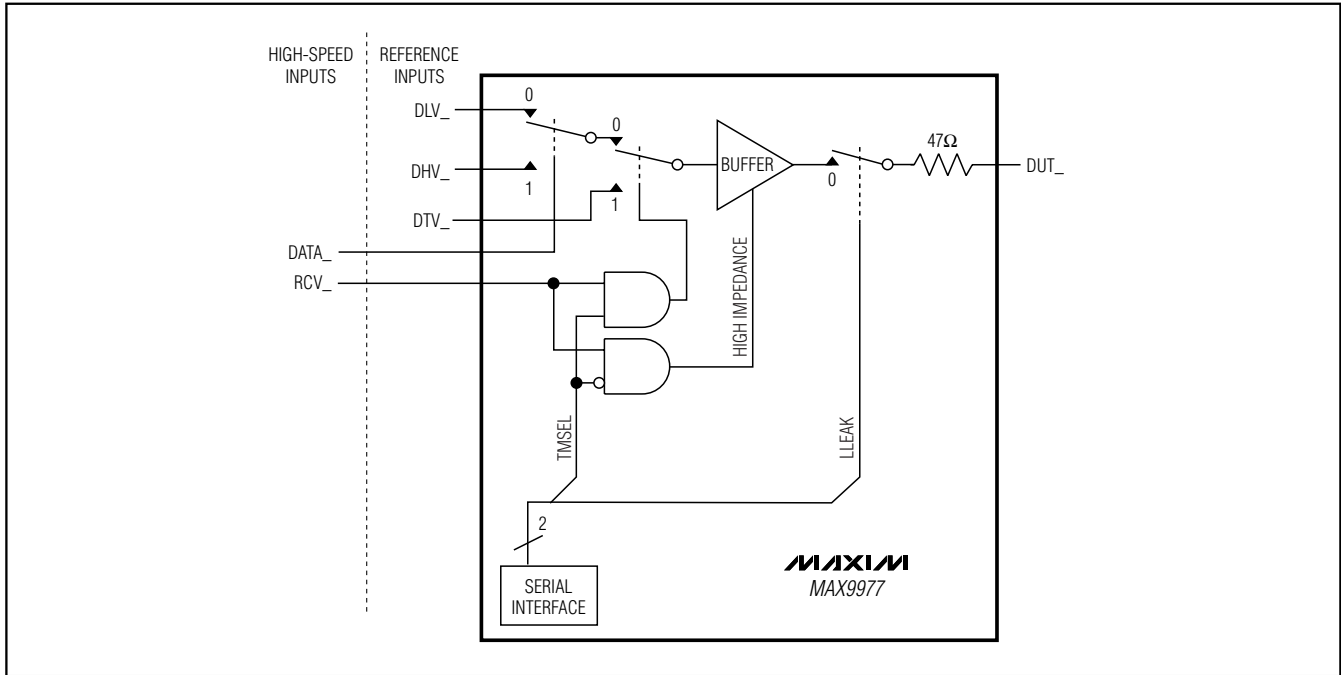 HIGH-SPEED
INPUTS
REFERENCE
INPUTS
DLV_
0
0
DHV_
1
DTV_
1
DATA_
RCV_
BUFFER
HIGH IMPEDANCE
0
47Ω
DUT_
TMSEL
LLEAK
2
SERIAL
INTERFACE
MAXIM
MAX9977